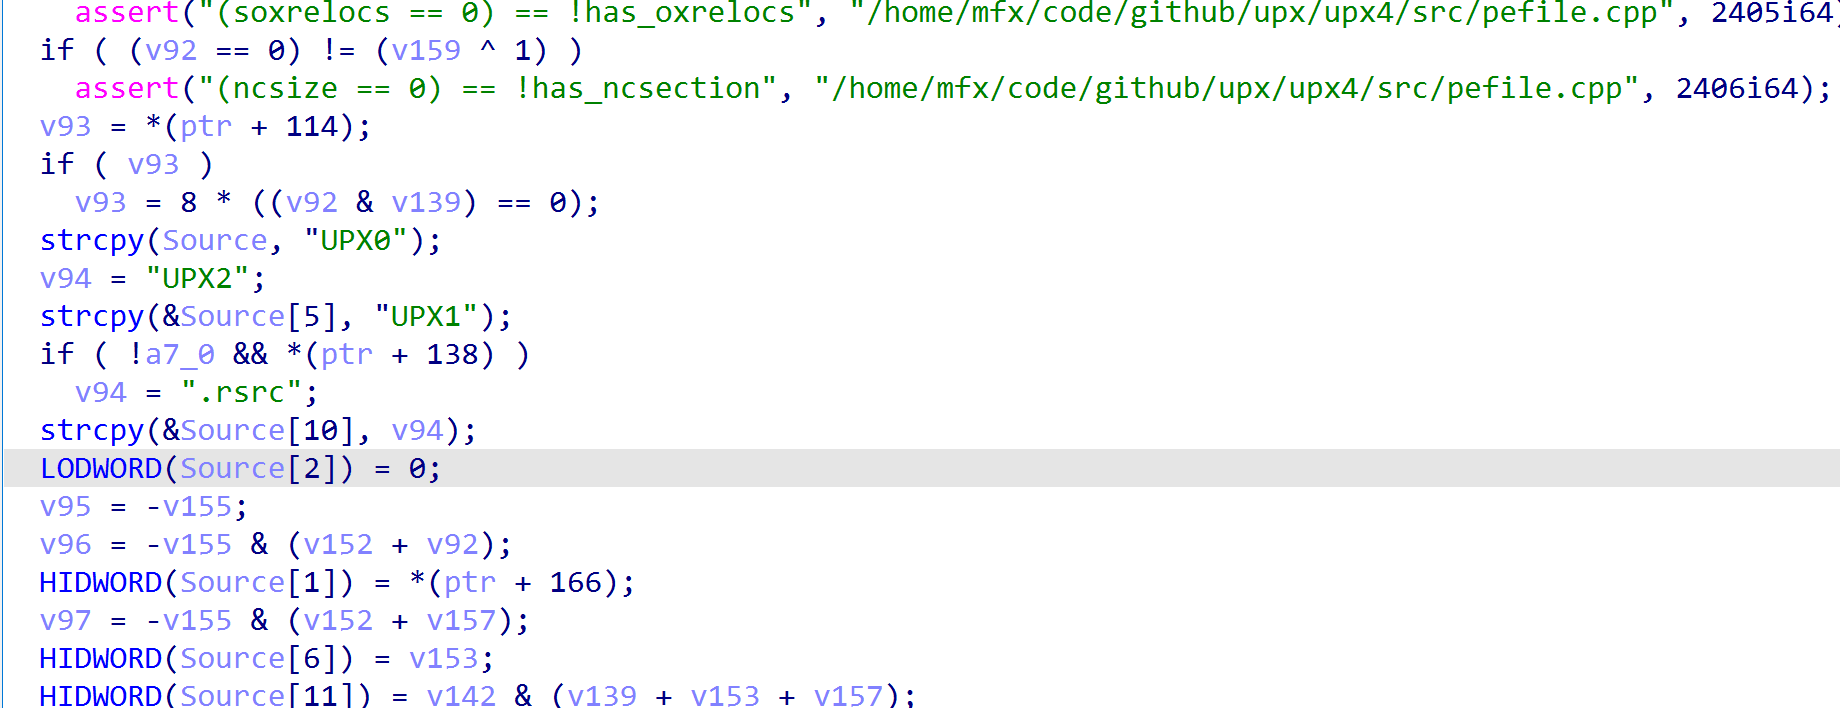 assert("(soxrelocs == 0) == !has_oxrelocs", "/home/mfx/code/github/upx/upx4/src/pefile.cpp", 2405i64)
if ( (v92 == 0) != (v159 ^ 1) )
assert("(ncsize == 0) == !has_ncsection", "/home/mfx/code/github/upx/upx4/src/pefile.cpp", 2406i64);
v93 = *(ptr + 114);
if ( v93 )
v93 = 8 * ((v92 & v139) == 0);
strcpy(Source, "UPX0");
v94 = "UPX2";
strcpy(&Source[5], "UPX1");
if ( !a7_0 && *(ptr + 138) )
v94 = ".rsrc";
strcpy(&Source[10], v94);
LODWORD(Source[2]) = 0;
v95 = -v155;
v96 = -v155 & (v152 + v92);
HIDWORD(Source[1]) = *(ptr + 166);
v97 = -v155 & (v152 + v157);
HIDWORD(Source[6]) = v153;
HIDWORD(Source[11]) = v142 & (v139 + v153 + v157);